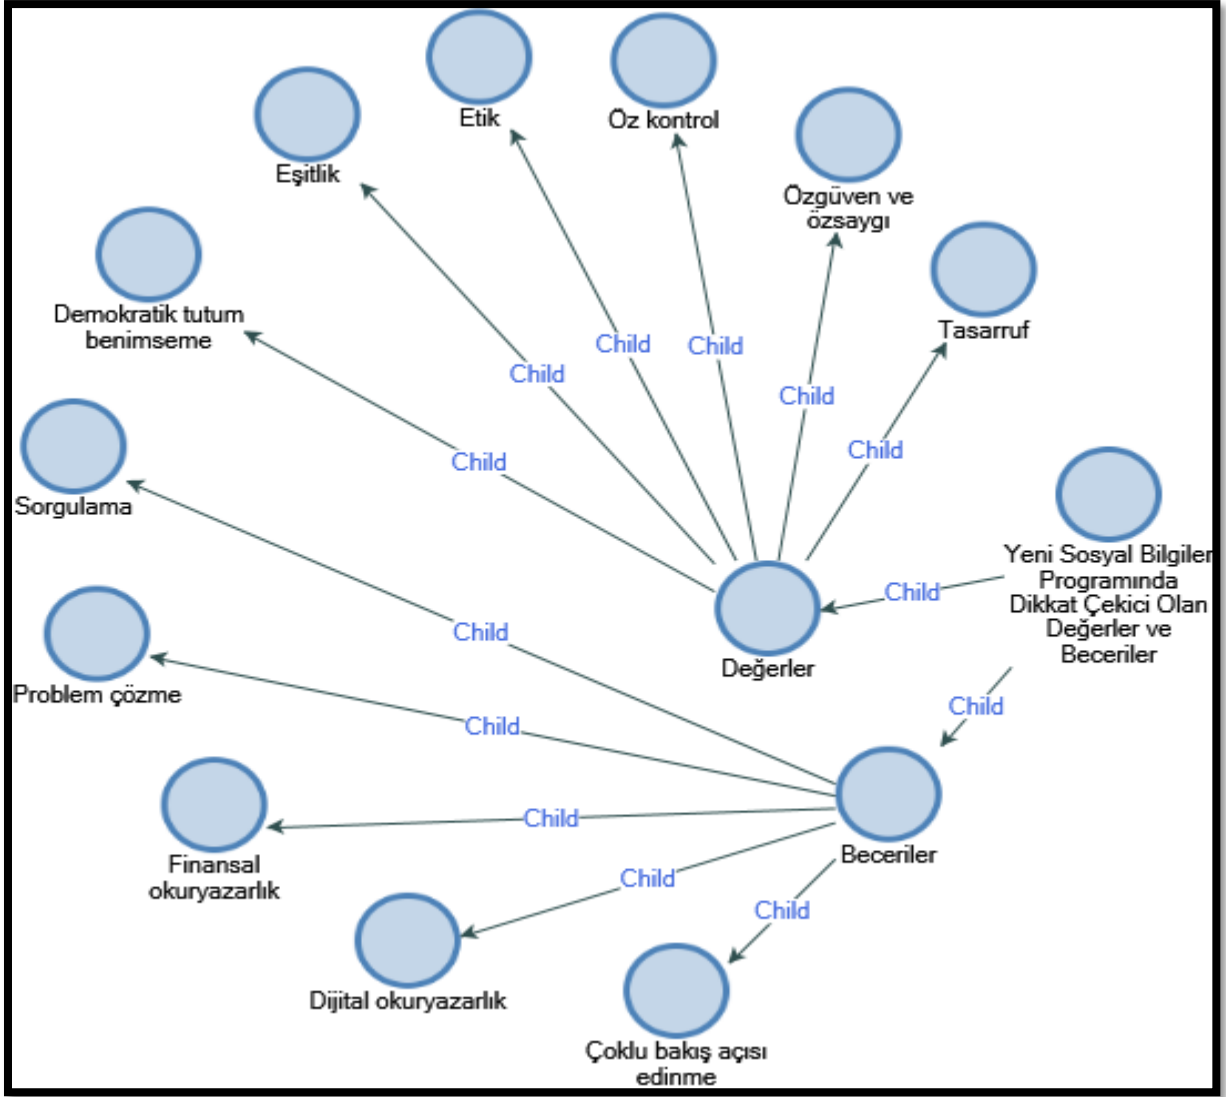 Etik
Öz kontrol
Eşitlik
Özgüven ve
özsaygı
Demokratik tutum
benimseme
Tasarruf
Child
Child
Child
Child
Child
Child
Sorgulama
Yeni Sosyal Bilgiler
Programında
Dikkat Çekici Olan
Değerler ve
Beceriler
Child
Değerler
Child
Problem çözme
Child
Child
Child
Beceriler
Finansal
okuryazarlık
Child
Child
Dijital okuryazarlık
Çoklu bakış açısı
edinme